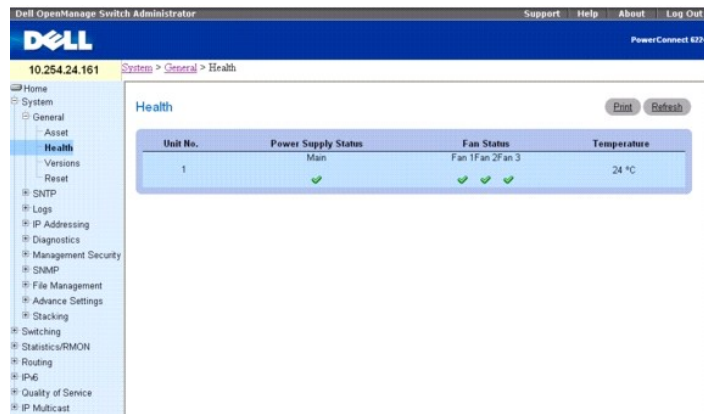 Dell OpenManage Switch Administrator
Support Help About Log Out
DELL
PowerConnect 622
10.254.24.161
System > General > Health
Home
System
General
Asset
Health
Versions
Reset
SNTP
Logs
IP Addressing
Diagnostics
Management Security
SNMP
File Management
Advance Settings
Stacking
Switching
Statistics/RMON
Routing
IPv6
Quality of Service
IP Multicast
Health
Print Refresh
Unit No. Power Supply Status Fan Status Temperature
Main Fan 1Fan 2Fan 3
1 24 °C